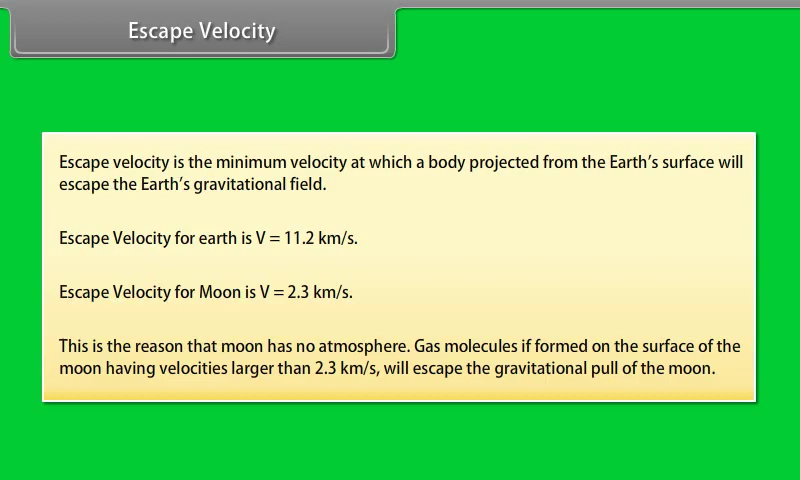 Escape Velocity
Escape velocity is the minimum velocity at which a body projected from the Earth's surface will
escape the Earth's gravitational field.
Escape Velocity for earth is V = 11.2 km/s.
Escape Velocity for Moon is V = 2.3 km/s.
This is the reason that moon has no atmosphere. Gas molecules if formed on the surface of the
moon having velocities larger than 2.3 km/s, will escape the gravitational pull of the moon.